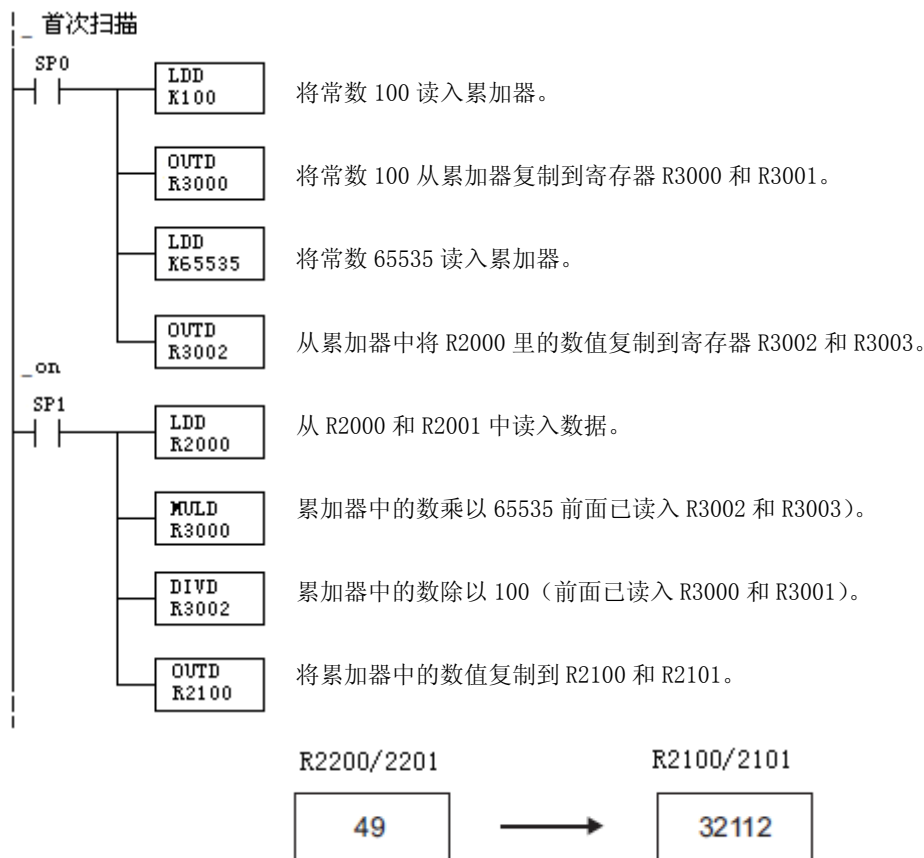 _ 首次扫描
SP0
LDD
K100
将常数 100 读入累加器。
OUTD
R3000
将常数 100 从累加器复制到寄存器 R3000 和 R3001。
LDD
K65535
将常数 65535 读入累加器。
OUTD
R3002
从累加器中将 R2000 里的数值复制到寄存器 R3002 和 R3003。
_on
SP1
LDD
R2000
从 R2000 和 R2001 中读入数据。
MULD
R3000
累加器中的数乘以 65535 前面已读入 R3002 和 R3003)。
DIVD
R3002
累加器中的数除以 100（前面已读入 R3000 和 R3001）。
OUTD
R2100
将累加器中的数值复制到 R2100 和 R2101。
R2200/2201
R2100/2101
49
32112